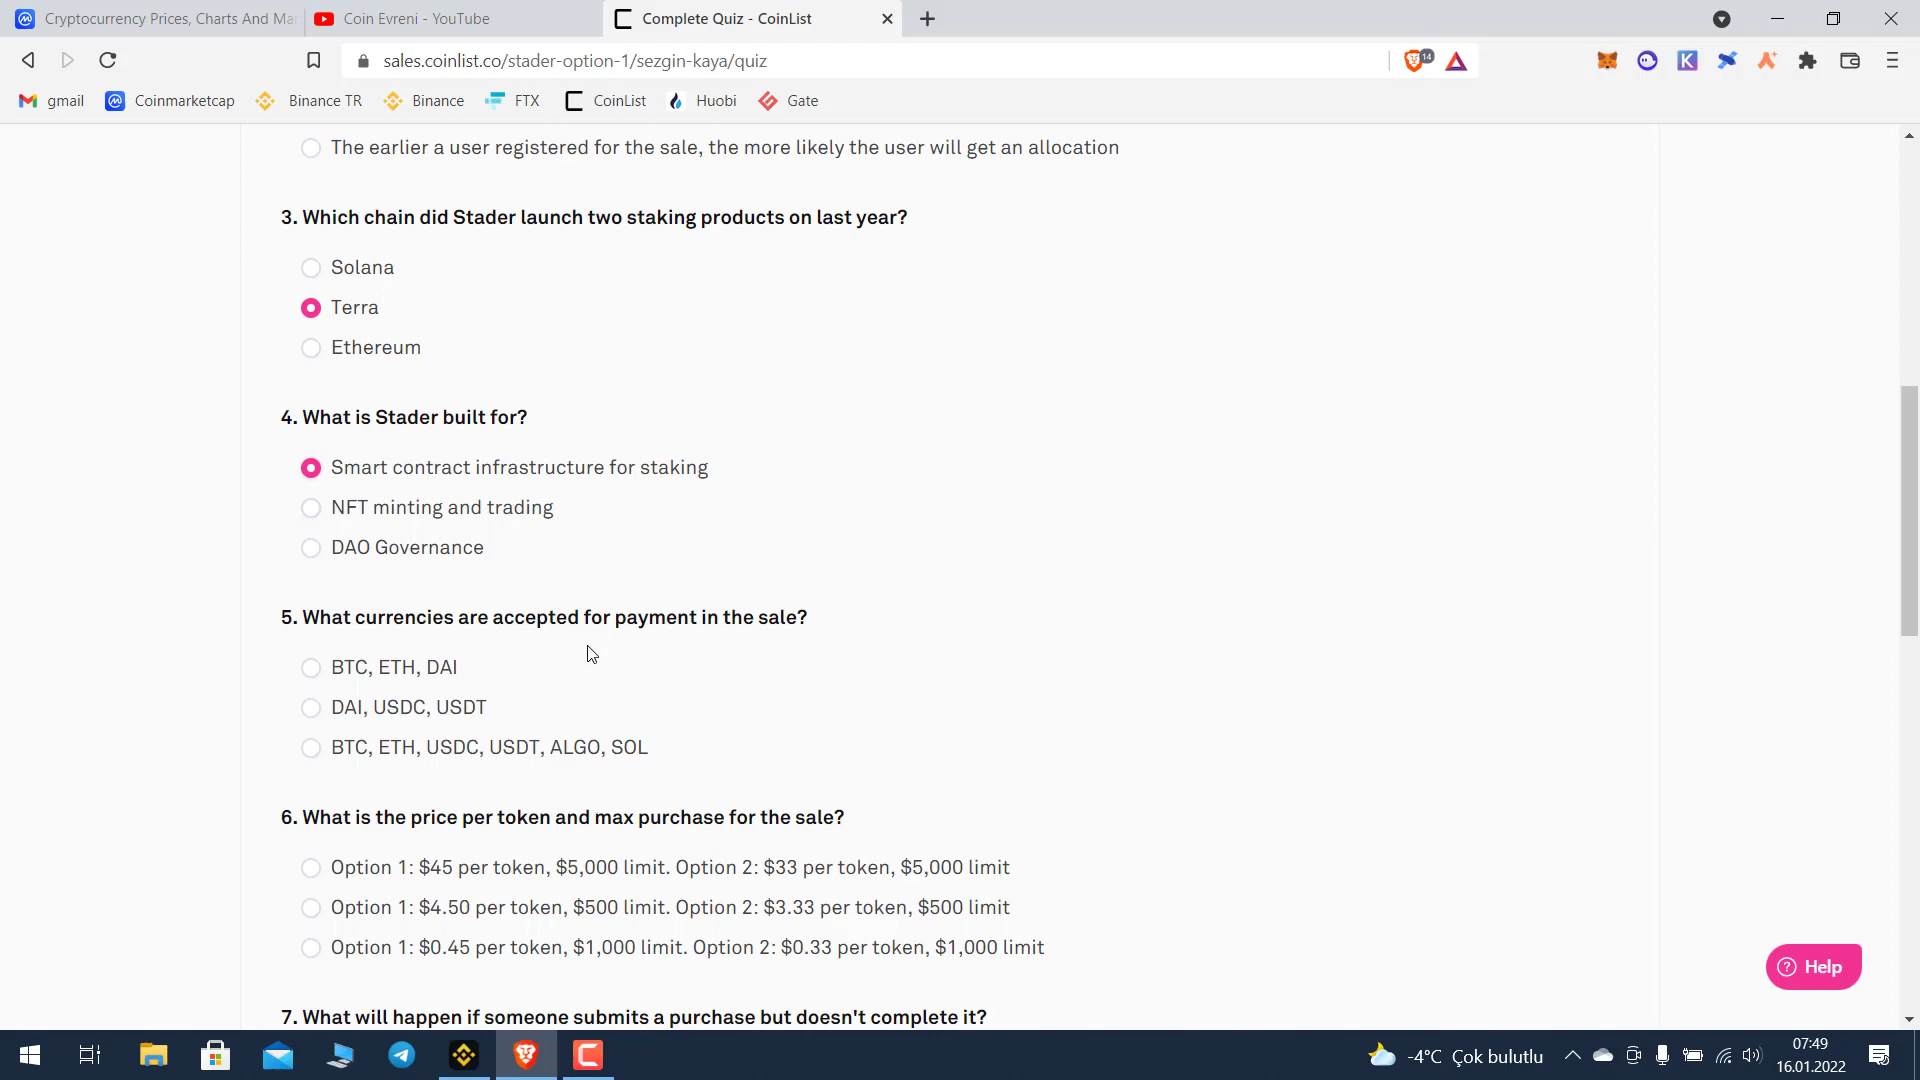 Cryptocurrency Prices, Charts And Mar
Coin Evreni - YouTube
Complete Quiz - CoinList
sales.coinlist.co/stader-option-1/sezgin-kaya/quiz
14
gmail
Coinmarketcap
Binance TR
Binance
FTX
CoinList
Huobi
Gate
The earlier a user registered for the sale, the more likely the user will get an allocation
3. Which chain did Stader launch two staking products on last year?
Solana
Terra
Ethereum
4. What is Stader built for?
Smart contract infrastructure for staking
NFT minting and trading
DAO Governance
5. What currencies are accepted for payment in the sale?
BTC, ETH, DAI
DAI, USDC, USDT
BTC, ETH, USDC, USDT, ALGO, SOL
6. What is the price per token and max purchase for the sale?
Option 1: $45 per token, $5,000 limit. Option 2: $33 per token, $5,000 limit
Option 1: $4.50 per token, $500 limit. Option 2: $3.33 per token, $500 limit
Option 1: $0.45 per token, $1,000 limit. Option 2: $0.33 per token, $1,000 limit
Help
7. What will happen if someone submits a purchase but doesn't complete it?
-4°C Çok bulutlu
07:49
16.01.2022